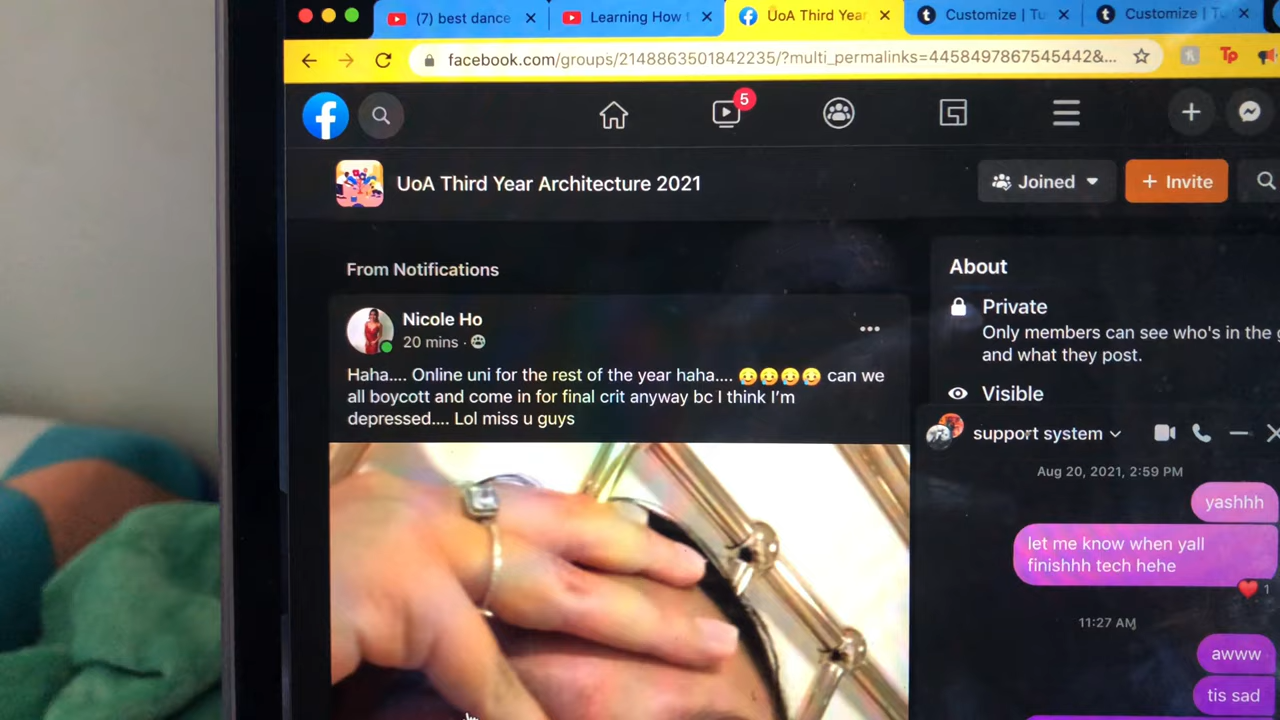 (7) best dance
Learning How t
UoA Third Year
Customize | Tu
Customize | Tu
facebook.com/groups/2148863501842235/?multi_permalinks=4458497867545442&...
Tp
5
UoA Third Year Architecture 2021
Joined
+ Invite
From Notifications
Nicole Ho
20 mins ·
Haha.... Online uni for the rest of the year haha.... 😥😥😥😥 can we
all boycott and come in for final crit anyway bc I think I'm
depressed.... Lol miss u guys
About
Private
Only members can see who's in the g
and what they post.
Visible
support system
Aug 20, 2021, 2:59 PM
yashhh
let me know when yall
finishhh tech hehe
❤️ 1
11:27 AM
awww
tis sad